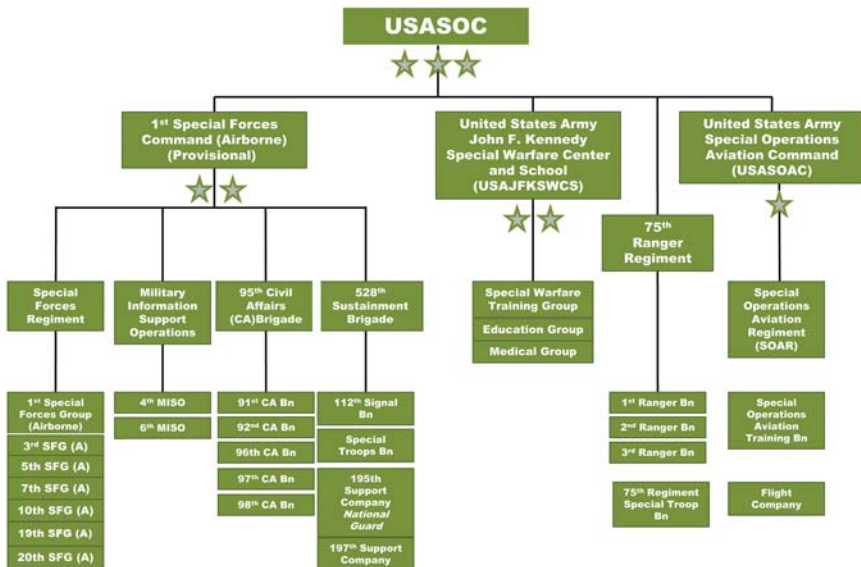 USASOC
1st Special Forces
Command (Airborne)
(Provisional)
United States Army
John F. Kennedy
Special Warfare Center
and School
(USAJFKSWCS)
United States Army
Special Operations
Aviation Command
(USASOAC)
75th
Ranger
Regiment
Special
Forces
Regiment
Military
Information
Support
Operations
95th Civil
Affairs
(CA)Brigade
528th
Sustainment
Brigade
Special Warfare
Training Group
Education Group
Medical Group
Special
Operations
Aviation
Regiment
(SOAR)
1st Special
Forces Group
(Airborne)
3rd SFG (A)
5th SFG (A)
7th SFG (A)
10th SFG (A)
19th SFG (A)
20th SFG (A)
4th MISO
6th MISO
91st CA Bn
92nd CA Bn
96th CA Bn
97th CA Bn
98th CA Bn
112th Signal
Bn
Special
Troops Bn
195th
Support
Company
National
Guard
197th Support
Company
1st Ranger Bn
2nd Ranger Bn
3rd Ranger Bn
75th Regiment
Special Troop
Bn
Special
Operations
Aviation
Training Bn
Flight
Company